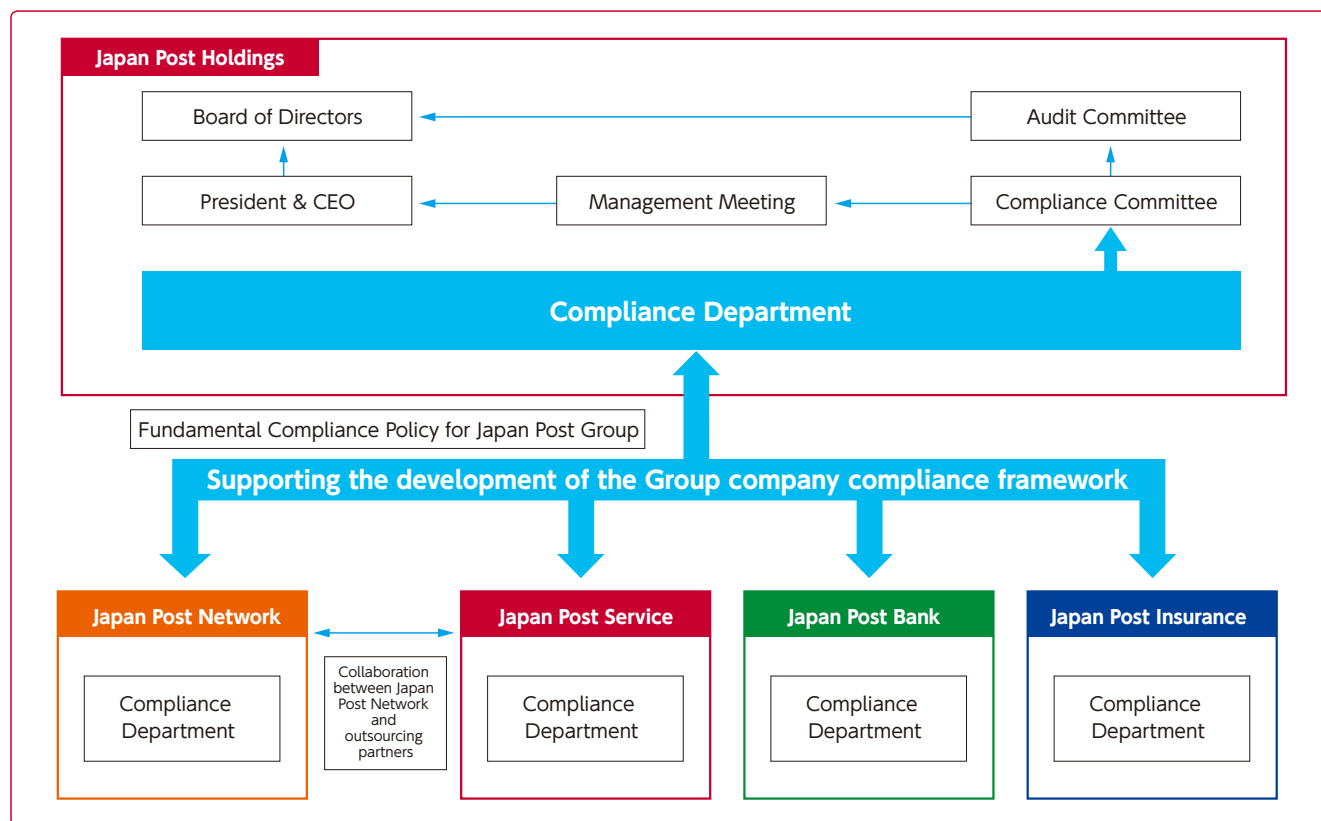 Japan Post Holdings
Board of Directors
Audit Committee
President & CEO
Management Meeting
Compliance Committee
Compliance Department
Fundamental Compliance Policy for Japan Post Group
Supporting the development of the Group company compliance framework
Japan Post Network
Japan Post Service
Japan Post Bank
Japan Post Insurance
Compliance
Department
Collaboration
between Japan
Post Network
and
outsourcing
partners
Compliance
Department
Compliance
Department
Compliance
Department